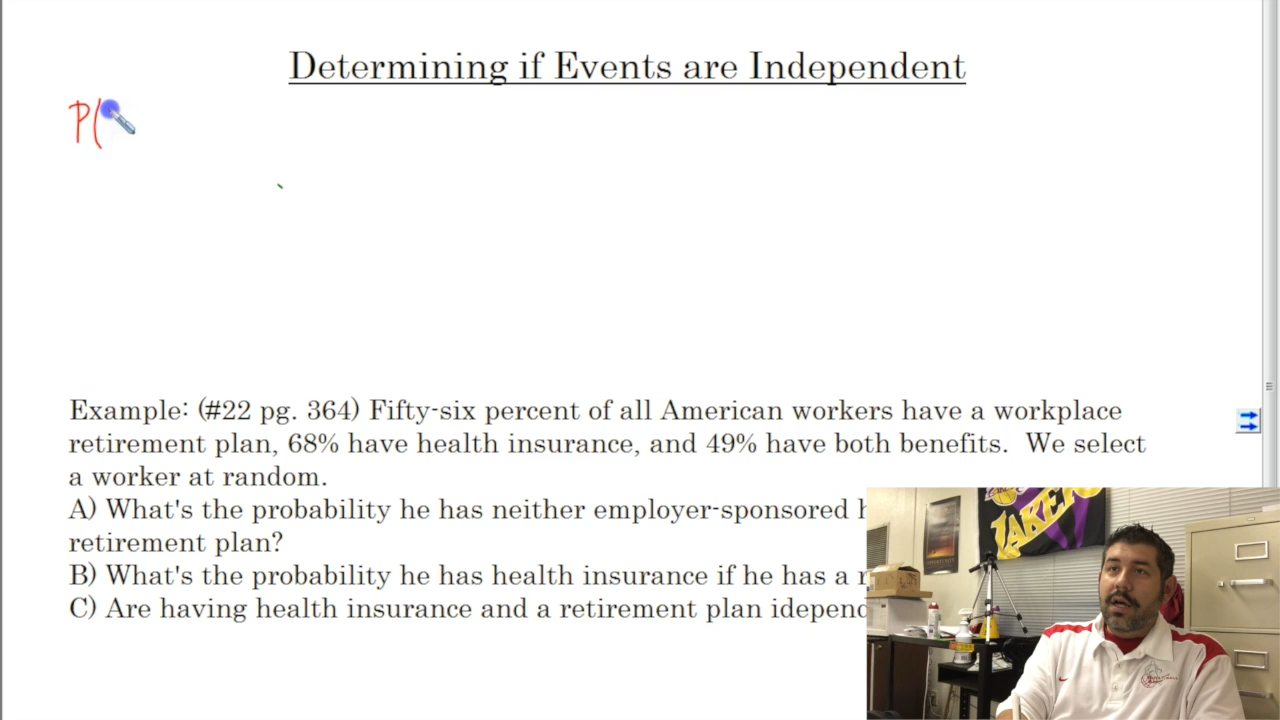 Determining if Events are Independent
P(
Example: (#22 pg. 364) Fifty-six percent of all American workers have a workplace
retirement plan, 68% have health insurance, and 49% have both benefits. We select
a worker at random.
A) What's the probability he has neither employer-sponsored h
retirement plan?
B) What's the probability he has health insurance if he has a r
C) Are having health insurance and a retirement plan idepend
LAKERS